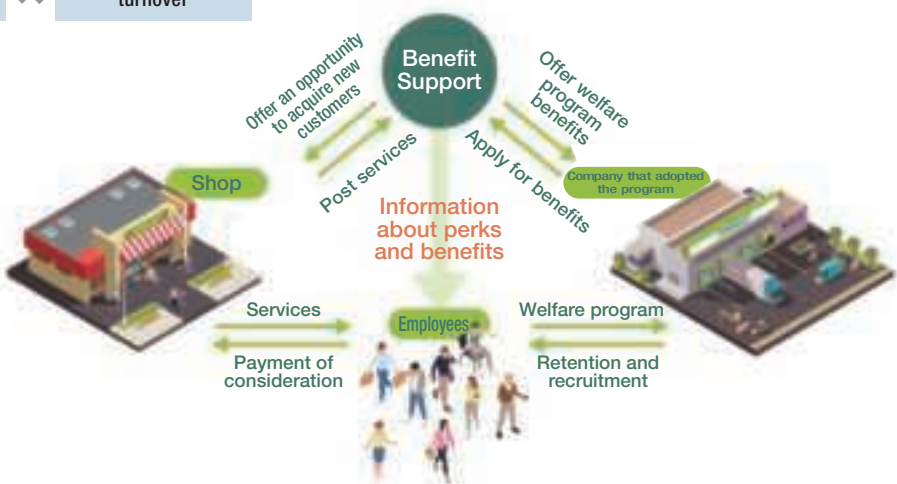 turnover
Benefit
Support
Offer an opportunity
to acquire new
customers
Post services
Offer welfare
program
benefits
Apply for benefits
Shop
Company that adopted
the program
Information
about perks
and benefits
Services
Payment of
consideration
Employees
Welfare program
Retention and
recruitment